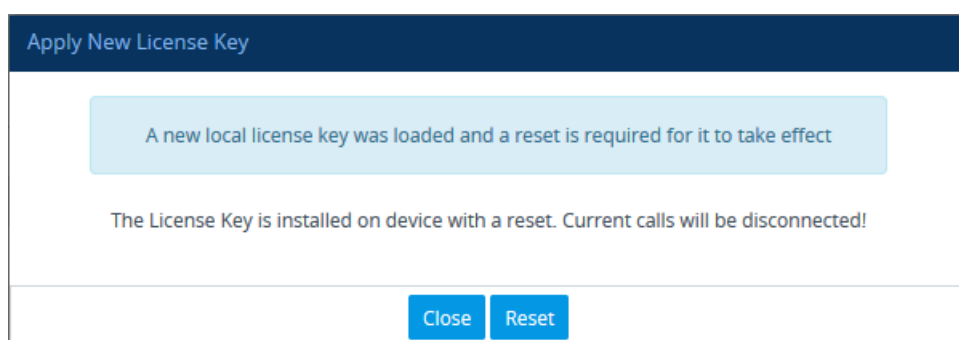 Apply New License Key
A new local license key was loaded and a reset is required for it to take effect
The License Key is installed on device with a reset. Current calls will be disconnected!
Close Reset